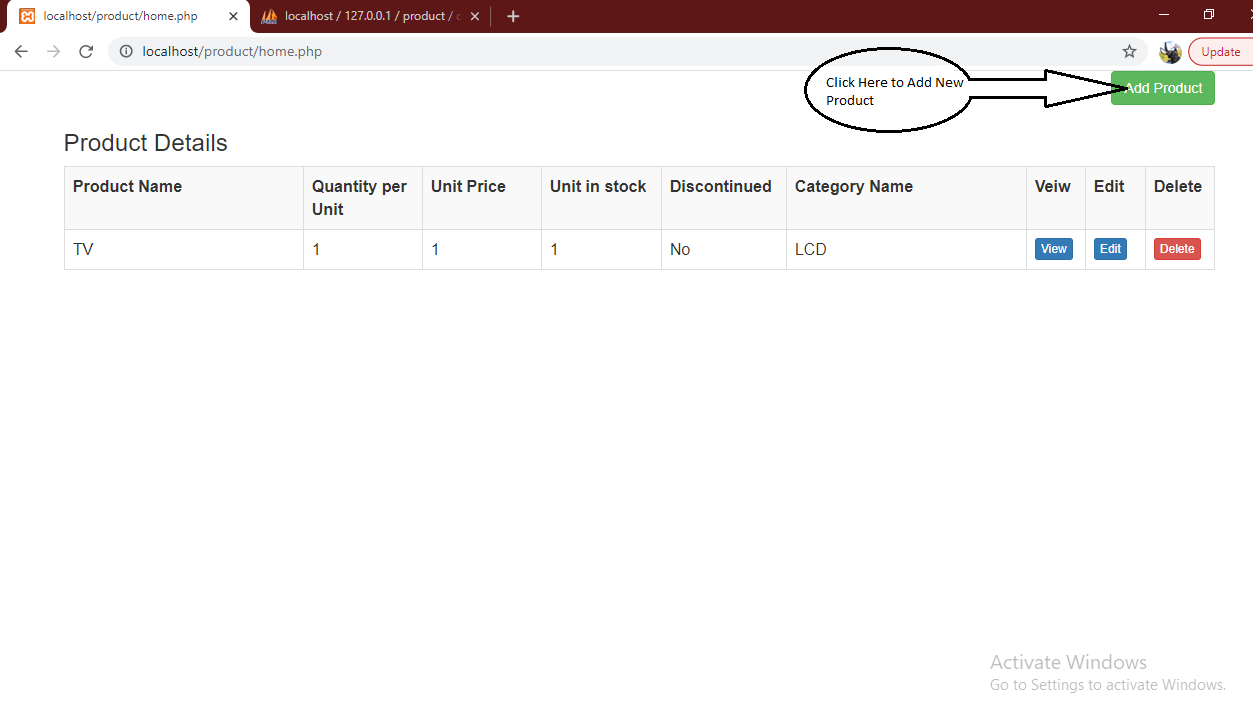 localhost/product/home.php
localhost / 127.0.0.1 / product /
localhost/product/home.php
Update
Click Here to Add New
Product
Add Product
Product Details
Product Name Quantity per Unit Unit Price Unit in stock Discontinued Category Name Veiw Edit Delete
TV 1 1 1 No LCD View Edit Delete
Activate Windows
Go to Settings to activate Windows.